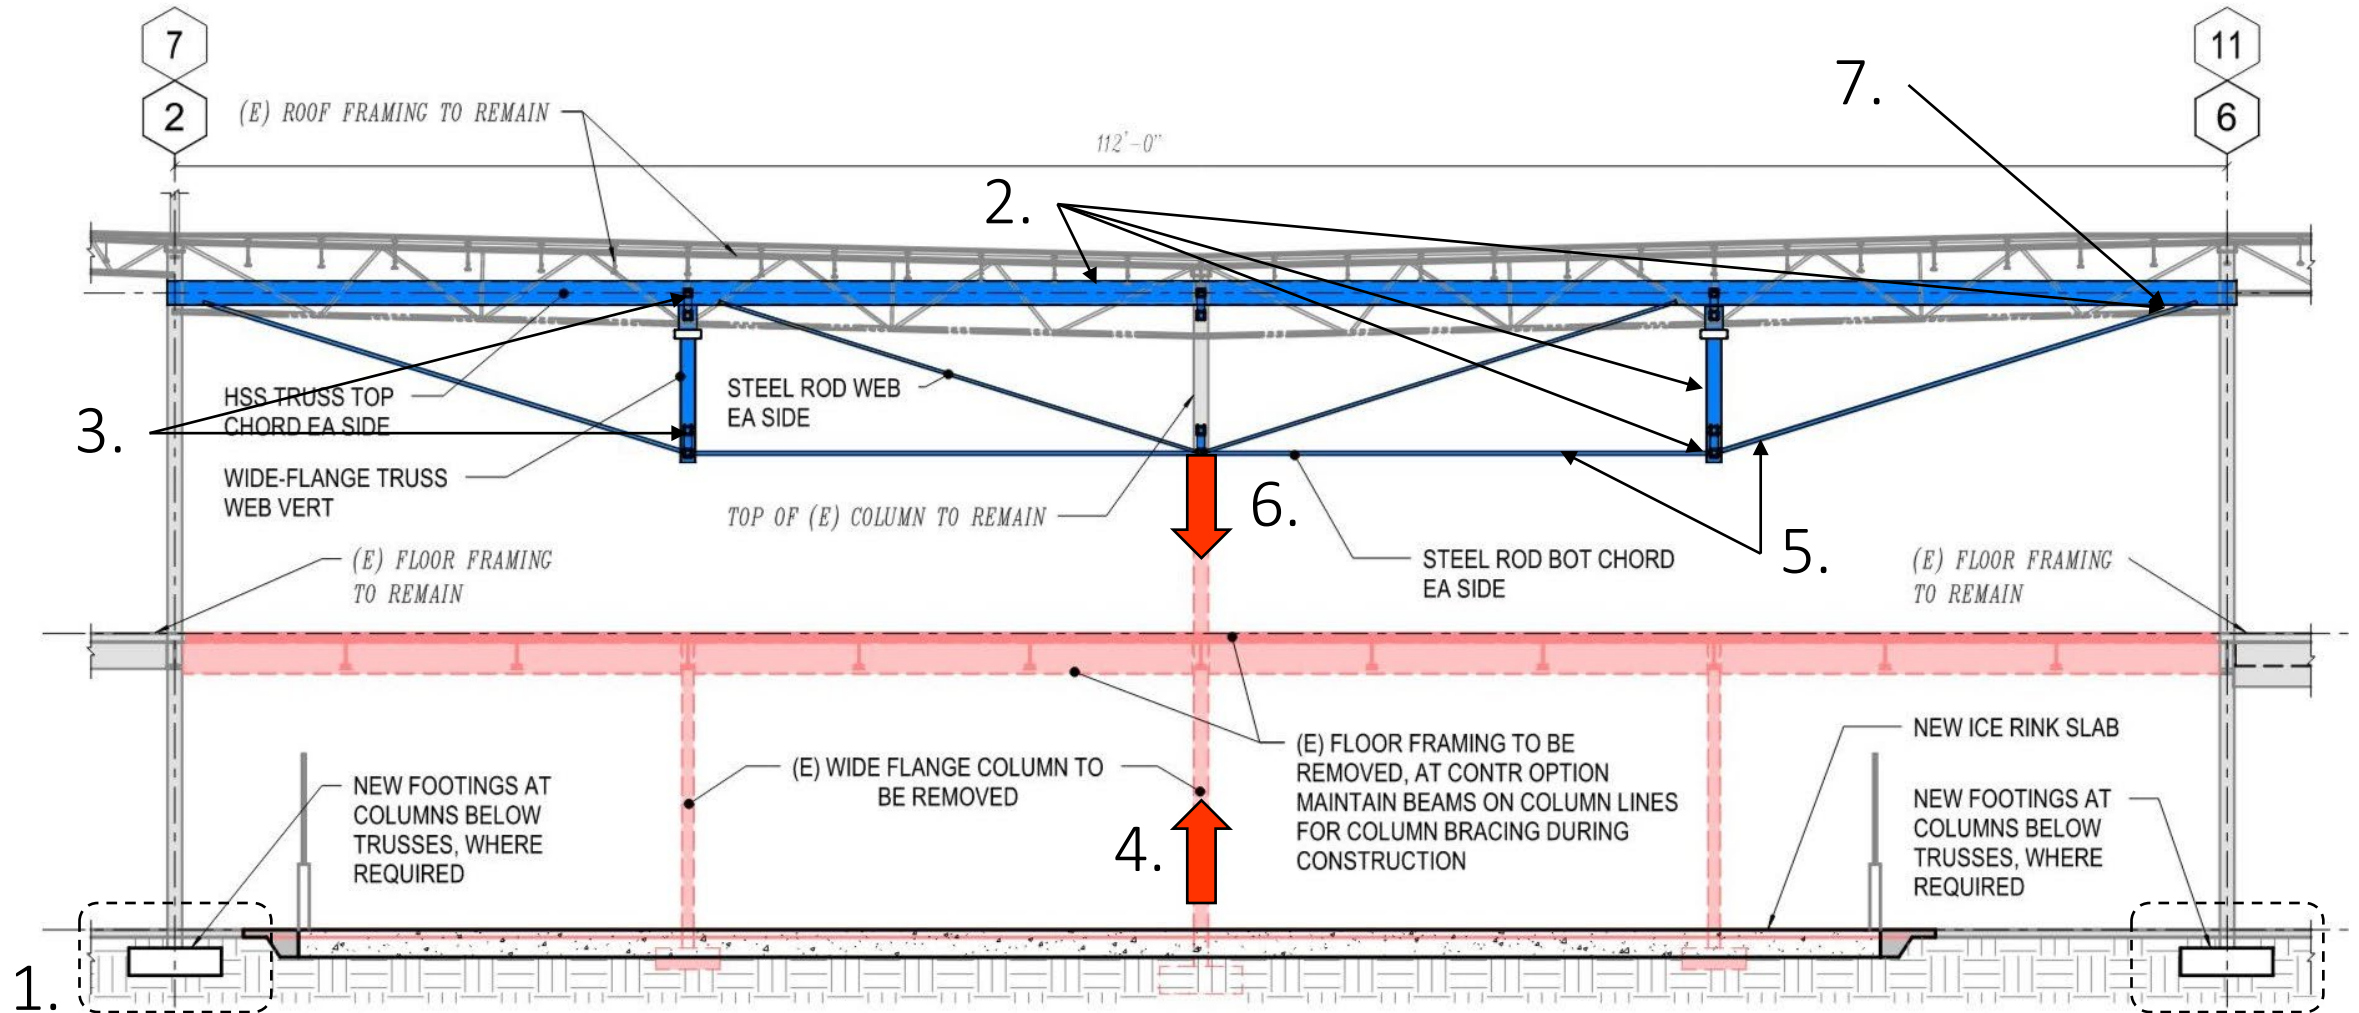 7
11
7.
2
(E) ROOF FRAMING TO REMAIN
6
112'-0"
2.
HSS TRUSS TOP
CHORD EA SIDE
STEEL ROD WEB
EA SIDE
3.
WIDE-FLANGE TRUSS
WEB VERT
TOP OF (E) COLUMN TO REMAIN
6.
5.
STEEL ROD BOT CHORD
EA SIDE
(E) FLOOR FRAMING
TO REMAIN
(E) FLOOR FRAMING
TO REMAIN
NEW ICE RINK SLAB
(E) WIDE FLANGE COLUMN TO
BE REMOVED
(E) FLOOR FRAMING TO BE
REMOVED, AT CONTR OPTION
MAINTAIN BEAMS ON COLUMN LINES
FOR COLUMN BRACING DURING
CONSTRUCTION
NEW FOOTINGS AT
COLUMNS BELOW
TRUSSES, WHERE
REQUIRED
4.
NEW FOOTINGS AT
COLUMNS BELOW
TRUSSES, WHERE
REQUIRED
1.